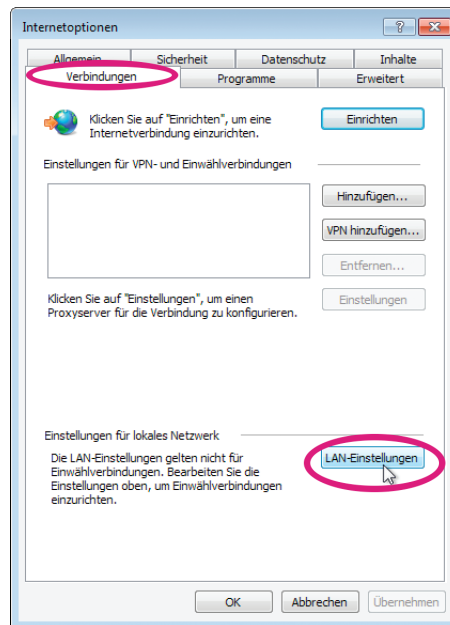 Internetoptionen
Allgemein Sicherheit Datenschutz Inhalte
Verbindungen Programme Erweitert
Klicken Sie auf "Einrichten", um eine
Internetverbindung einzurichten.
Einrichten
Einstellungen für VPN- und Einwählverbindungen
Hinzufügen...
VPN hinzufügen...
Entfernen...
Klicken Sie auf "Einstellungen", um einen
Proxyserver für die Verbindung zu konfigurieren.
Einstellungen
Einstellungen für lokales Netzwerk
Die LAN-Einstellungen gelten nicht für
Einwählverbindungen. Bearbeiten Sie die
Einstellungen oben, um Einwählverbindungen
einzurichten.
LAN-Einstellungen
OK Abbrechen Übernehmen